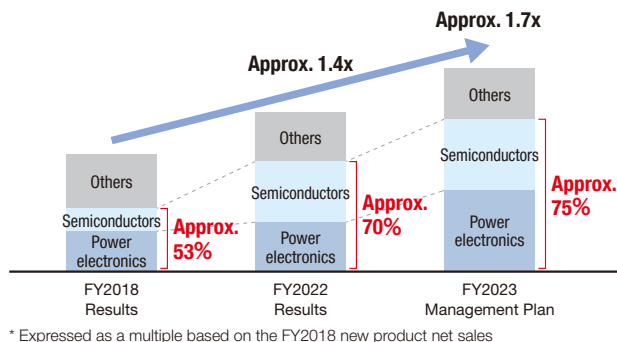 Approx. 1.7x
Approx. 1.4x
Others
Semiconductors
Power
electronics
Approx.
53%
Others
Semiconductors
Power
electronics
Approx.
70%
Others
Semiconductors
Power
electronics
Approx.
75%
FY2018
Results
FY2022
Results
FY2023
Management Plan
* Expressed as a multiple based on the FY2018 new product net sales